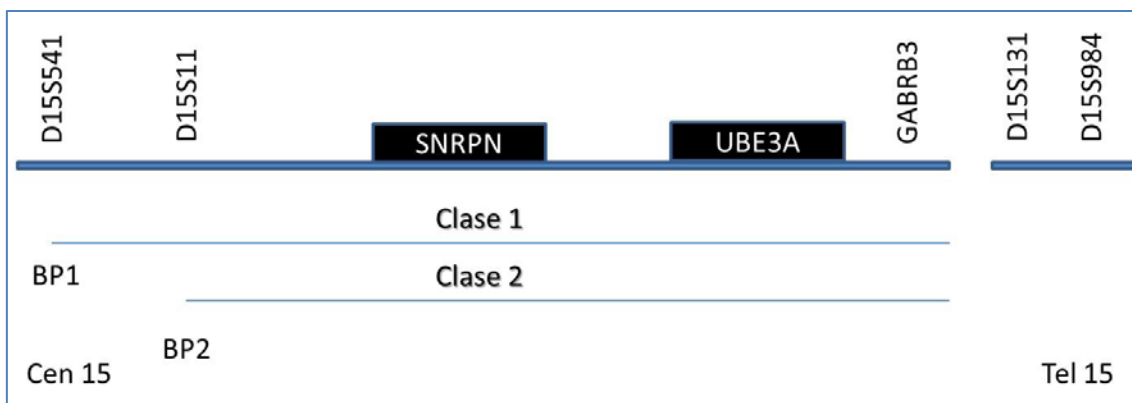 D15S541
D15S11
GABRB3
D15S131
D15S984
SNRPN
UBE3A
Clase 1
BP1
Clase 2
BP2
Cen 15
Tel 15